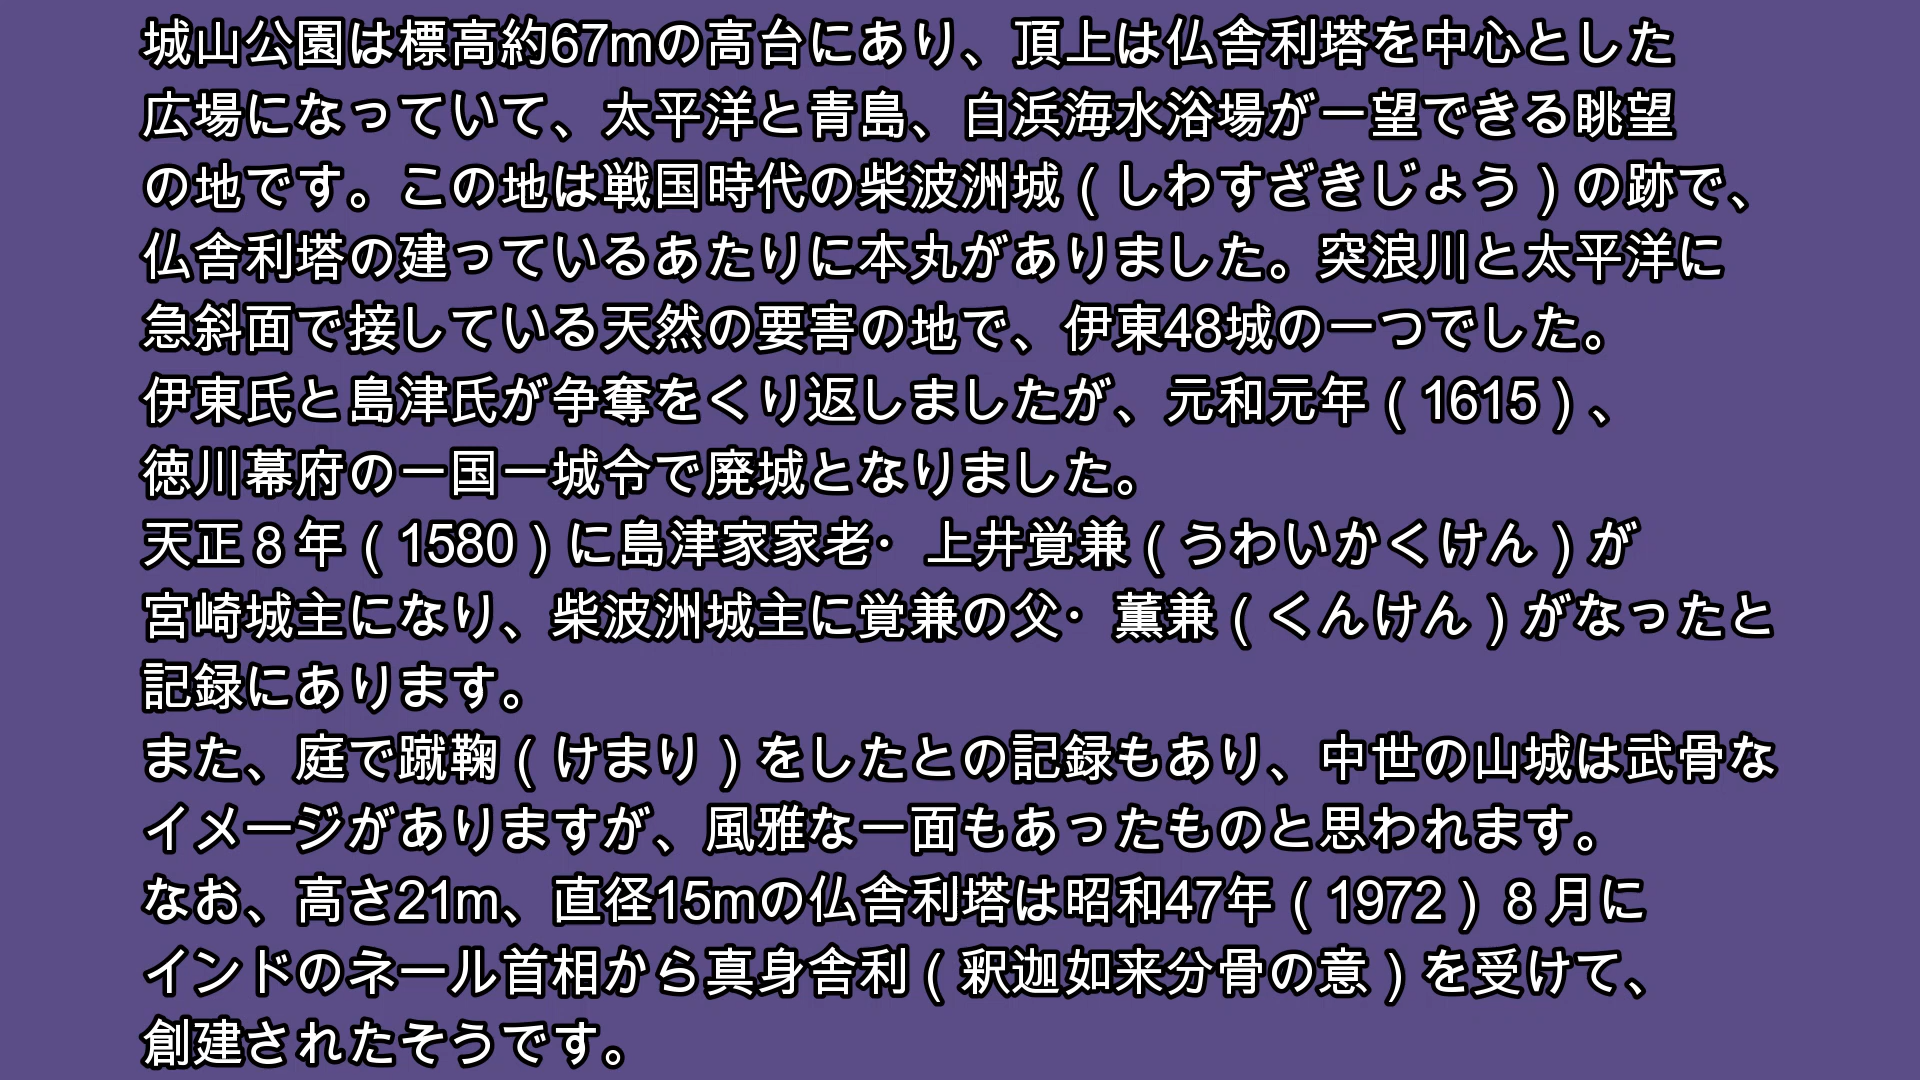 城山公園は標高約67mの高台にあり、頂上は仏舎利塔を中心とした
広場になっていて、太平洋と青島、白浜海水浴場が一望できる眺望
の地です。この地は戦国時代の柴波洲城（しわすざきじょう）の跡で、
仏舎利塔の建っているあたりに本丸がありました。突浪川と太平洋に
急斜面で接している天然の要害の地で、伊東48城の一つでした。
伊東氏と島津氏が争奪をくり返しましたが、元和元年（1615）、
徳川幕府の一国一城令で廃城となりました。
天正８年（1580）に島津家家老・上井覚兼（うわいかくけん）が
宮崎城主になり、柴波洲城主に覚兼の父・薫兼（くんけん）がなったと
記録にあります。
また、庭で蹴鞠（けまり）をしたとの記録もあり、中世の山城は武骨な
イメージがありますが、風雅な一面もあったものと思われます。
なお、高さ21m、直径15mの仏舎利塔は昭和47年（1972）８月に
インドのネール首相から真身舎利（釈迦如来分骨の意）を受けて、
創建されたそうです。